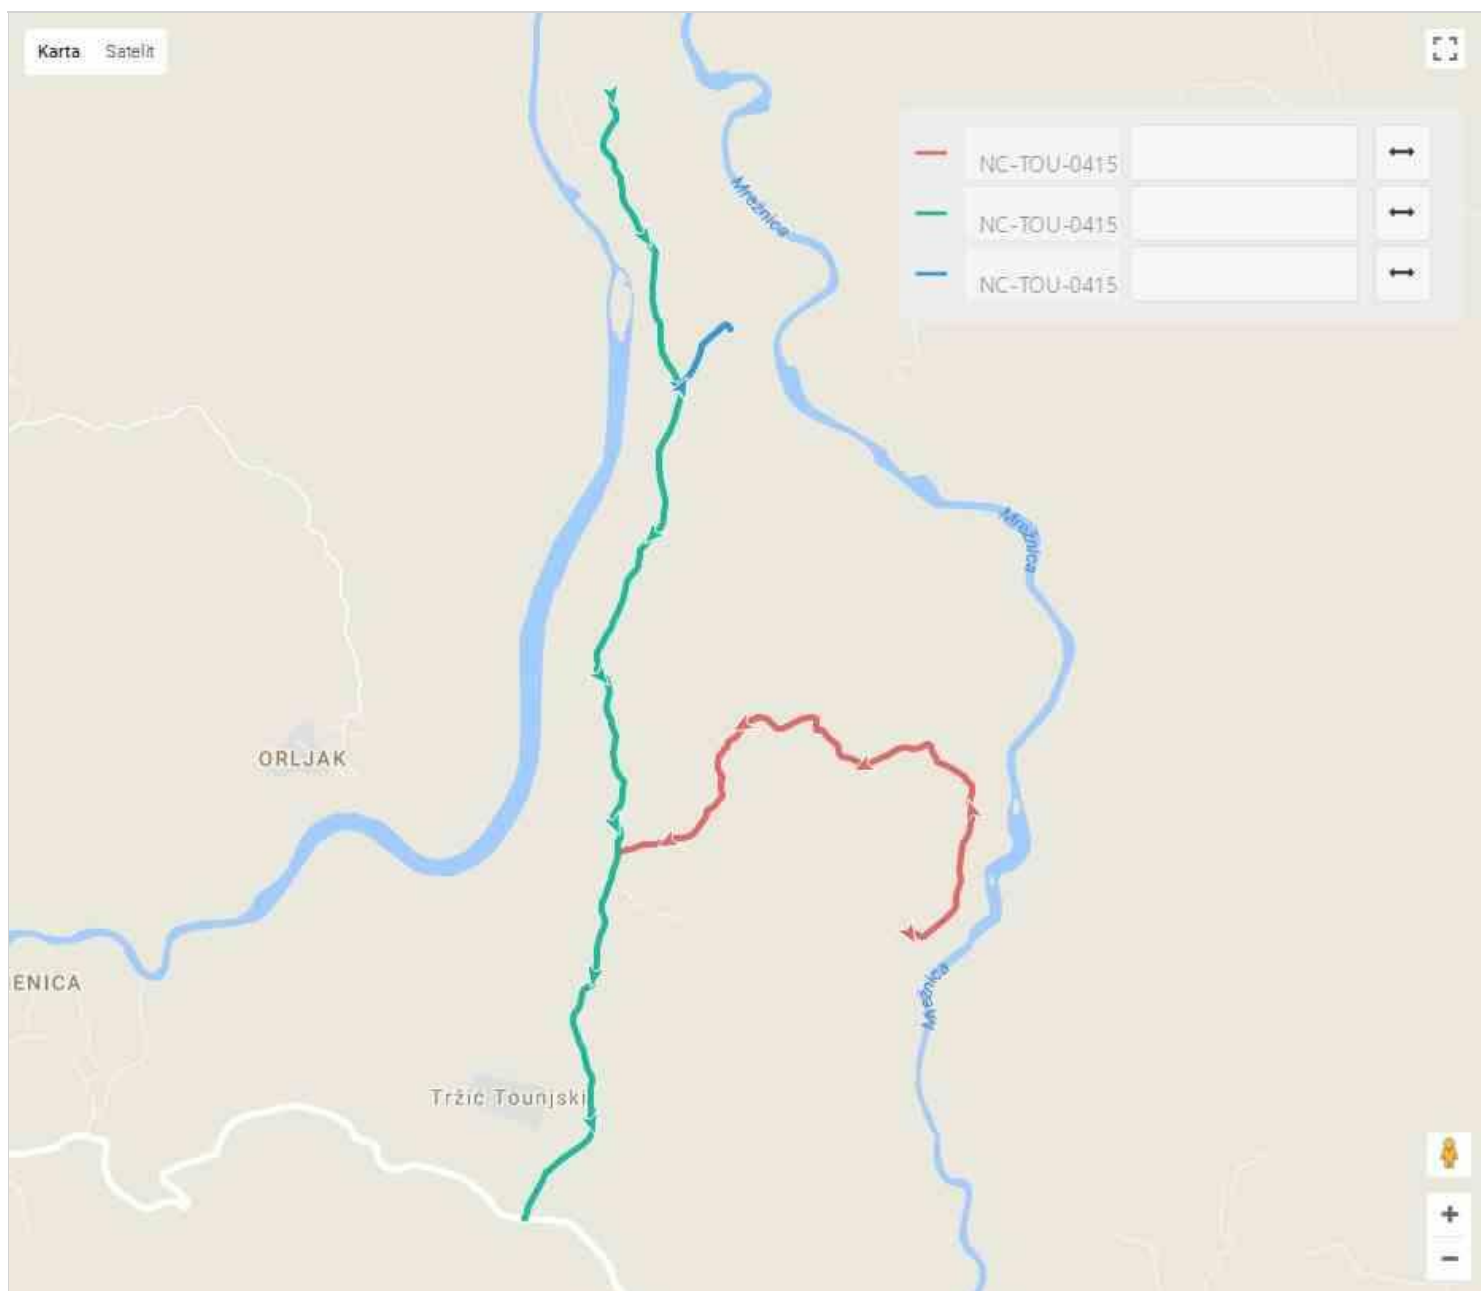 Karta Satelit
NC-TOU-0415
NC-TOU-0415
NC-TOU-0415
Mrežnica
Mrežnica
ORLJAK
Mrežnica
ENICA
Tržić Tounjski
+
−